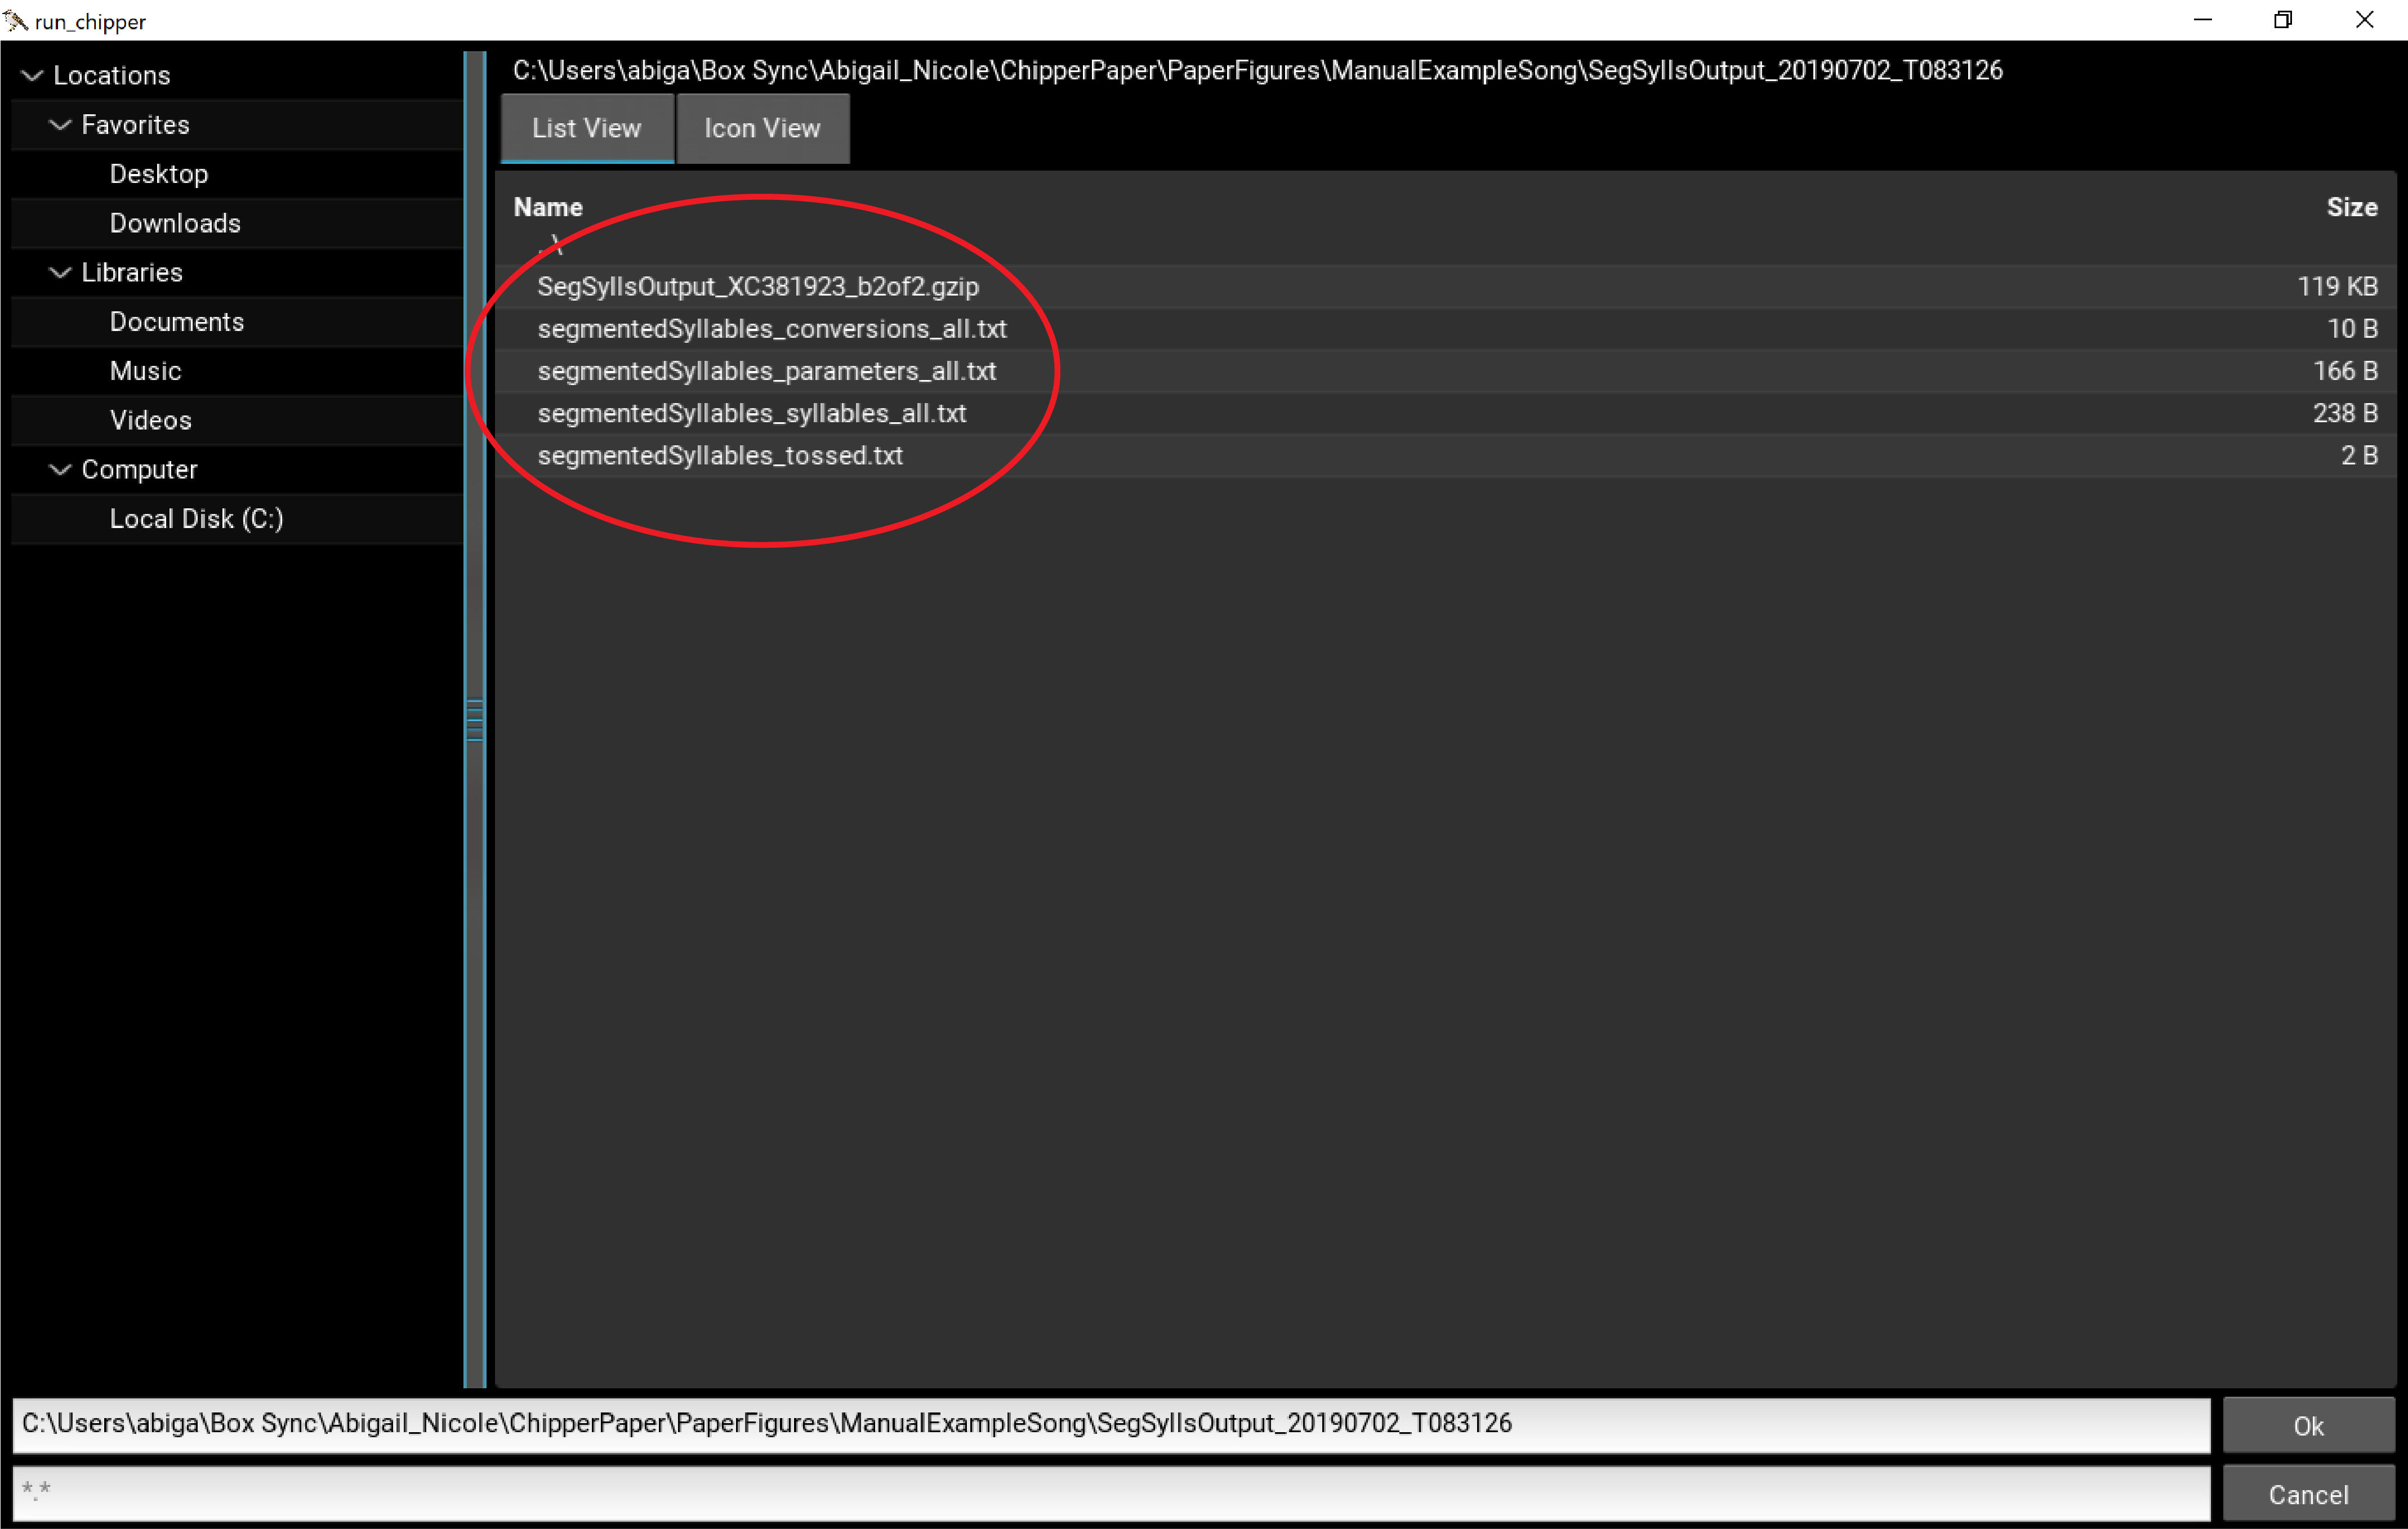 run_chipper
Locations
Favorites
Desktop
Downloads
Libraries
Documents
Music
Videos
Computer
Local Disk (C:)
C:\Users\abiga\Box Sync\Abigail_Nicole\ChipperPaper\PaperFigures\ManualExampleSong\SegSyllsOutput_20190702_T083126
List View Icon View
Name Size
..\
SegSyllsOutput_XC381923_b2of2.gzip 119 KB
segmentedSyllables_conversions_all.txt 10 B
segmentedSyllables_parameters_all.txt 166 B
segmentedSyllables_syllables_all.txt 238 B
segmentedSyllables_tossed.txt 2 B
C:\Users\abiga\Box Sync\Abigail_Nicole\ChipperPaper\PaperFigures\ManualExampleSong\SegSyllsOutput_20190702_T083126 Ok
*.* Cancel